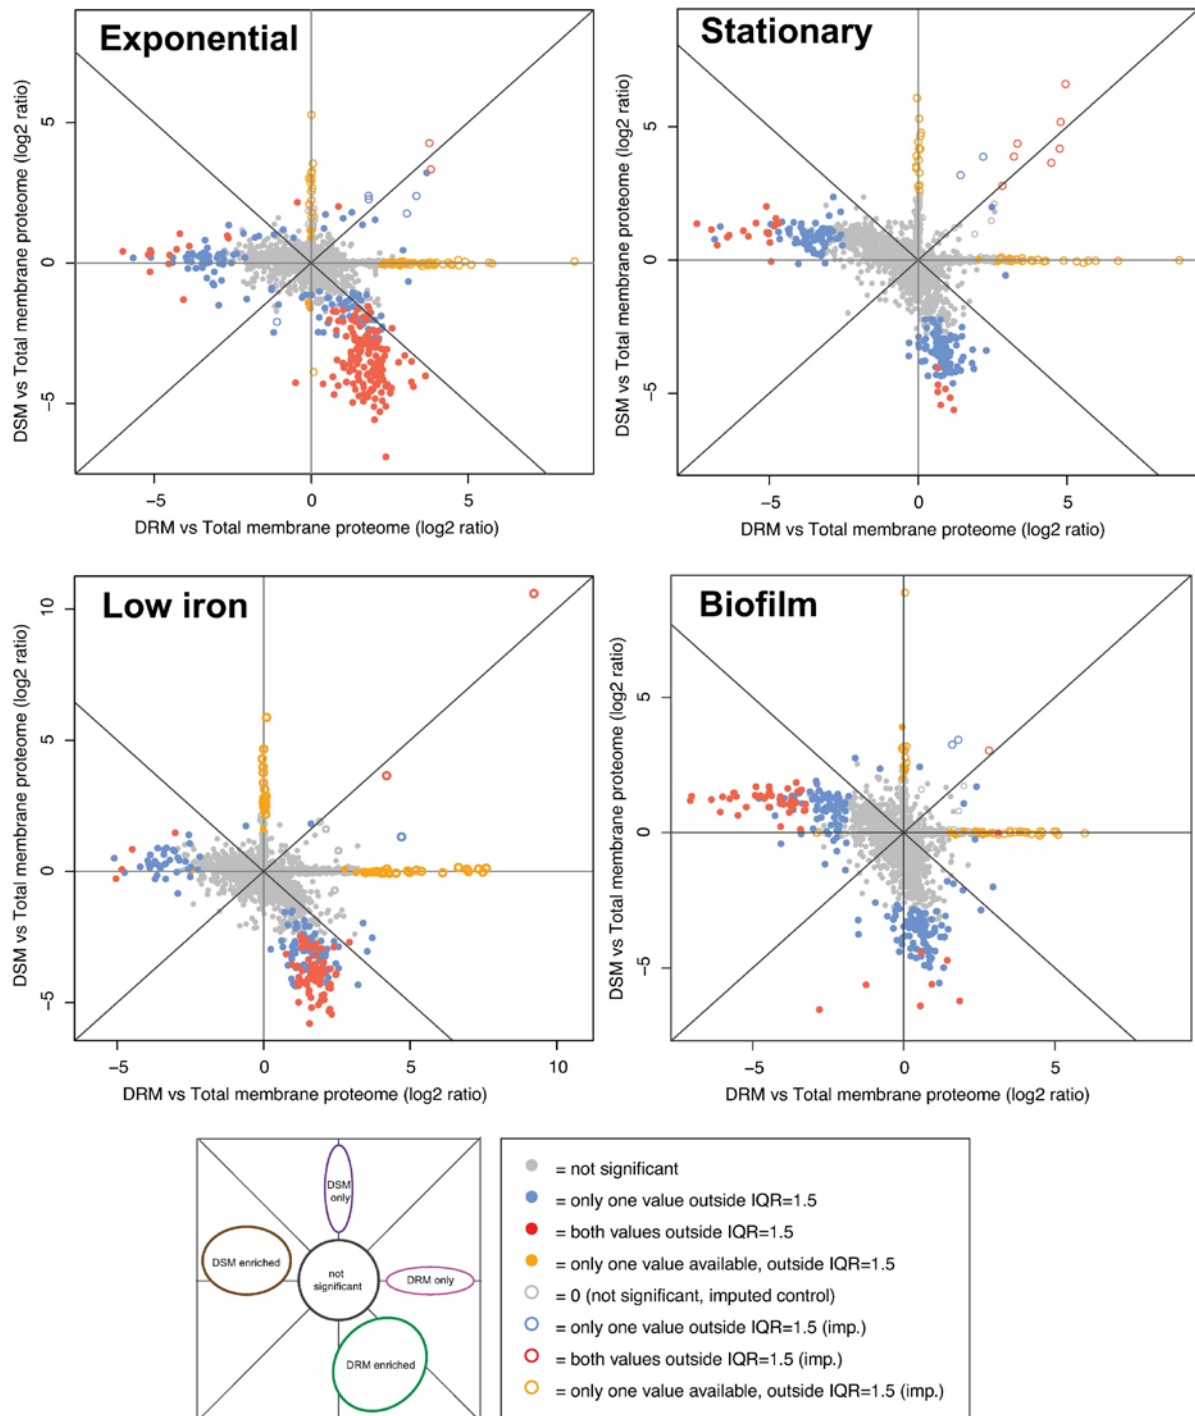 Exponential
5
0
−5
DSM vs Total membrane proteome (log2 ratio)
−5
0
5
DRM vs Total membrane proteome (log2 ratio)
Stationary
5
0
−5
DSM vs Total membrane proteome (log2 ratio)
−5
0
5
DRM vs Total membrane proteome (log2 ratio)
Low iron
10
5
0
−5
DSM vs Total membrane proteome (log2 ratio)
−5
0
5
10
DRM vs Total membrane proteome (log2 ratio)
Biofilm
5
0
−5
DSM vs Total membrane proteome (log2 ratio)
−5
0
5
DRM vs Total membrane proteome (log2 ratio)
DSM
only
DSM enriched
not
significant
DRM only
DRM enriched
= not significant
= only one value outside IQR=1.5
= both values outside IQR=1.5
= only one value available, outside IQR=1.5
= 0 (not significant, imputed control)
= only one value outside IQR=1.5 (imp.)
= both values outside IQR=1.5 (imp.)
= only one value available, outside IQR=1.5 (imp.)